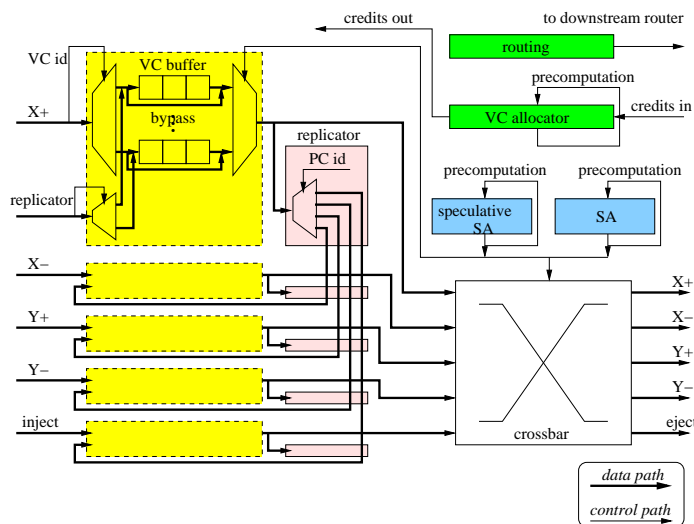 credits out
to downstream router
routing
VC id
VC buffer
precomputation
X+
bypass
VC allocator
credits in
replicator
PC id
precomputation
precomputation
replicator
speculative
SA
SA
X−
X+
X−
Y+
Y+
Y−
Y−
inject
eject
crossbar
data path
control path